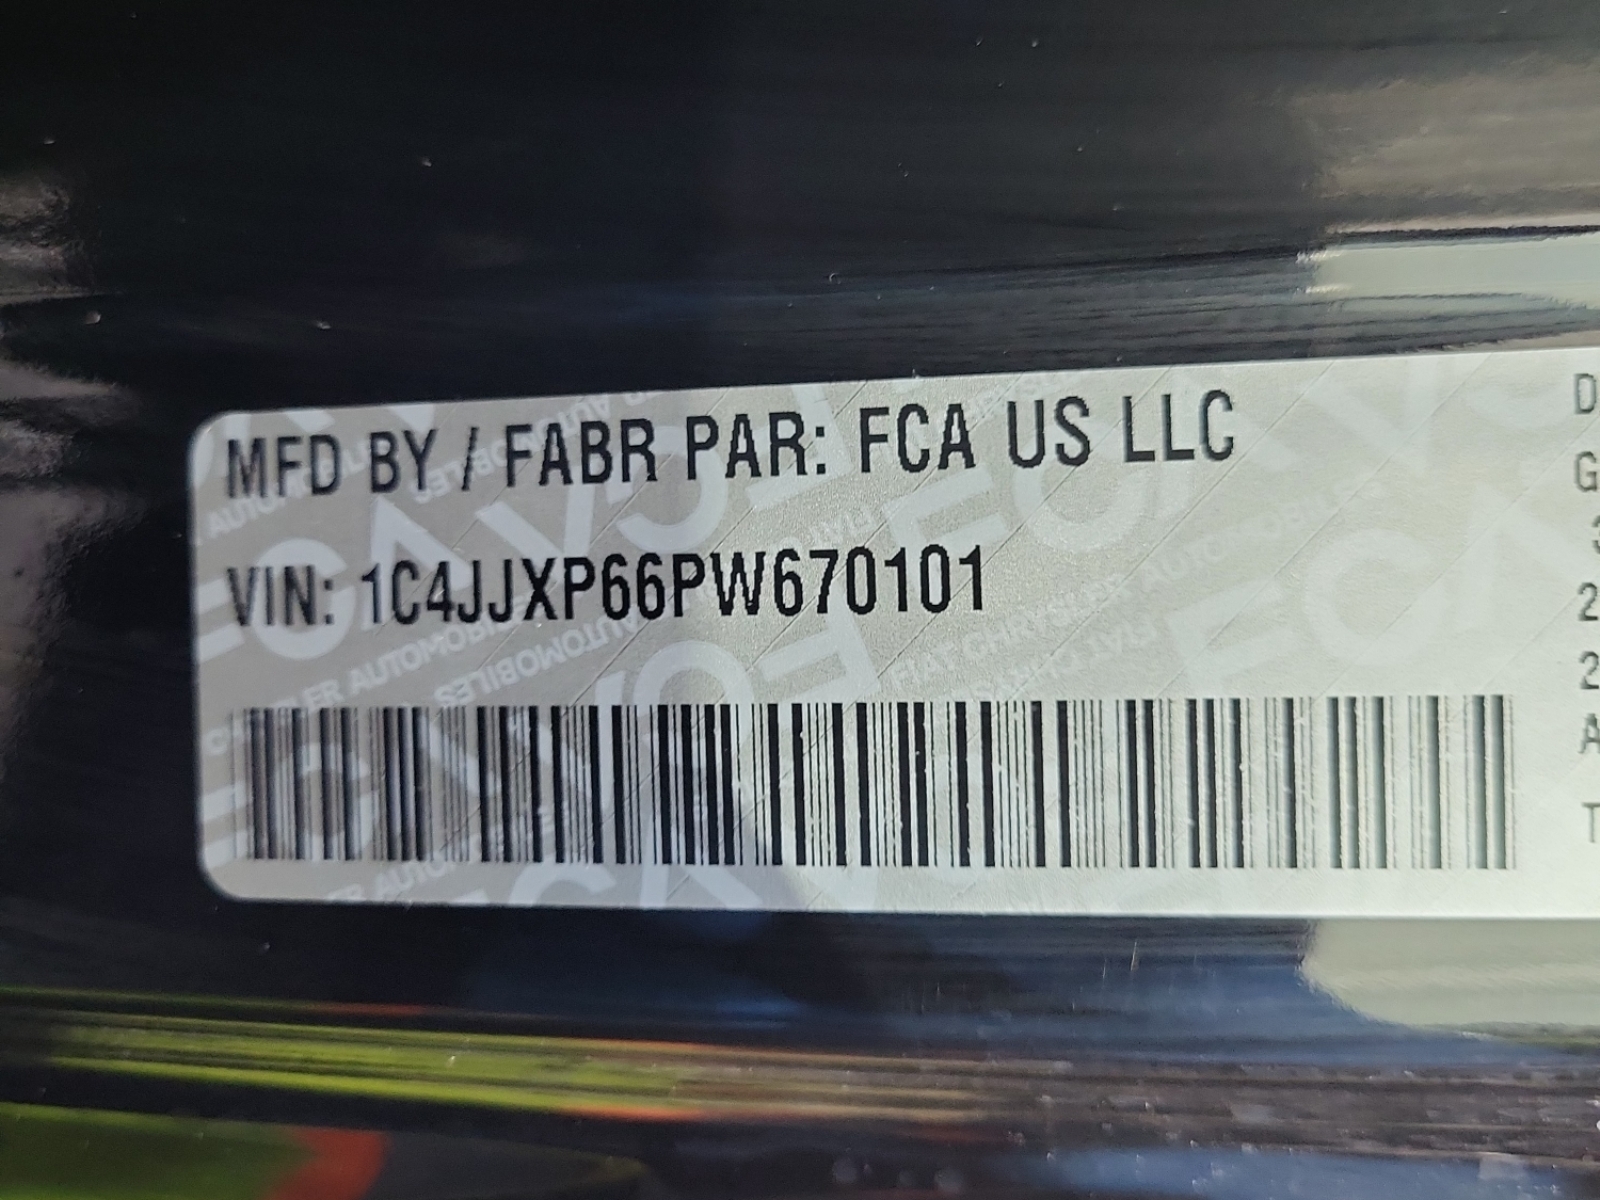 MFD BY / FABR PAR: FCA US LLC
VIN: 1C4JJXP66PW670101